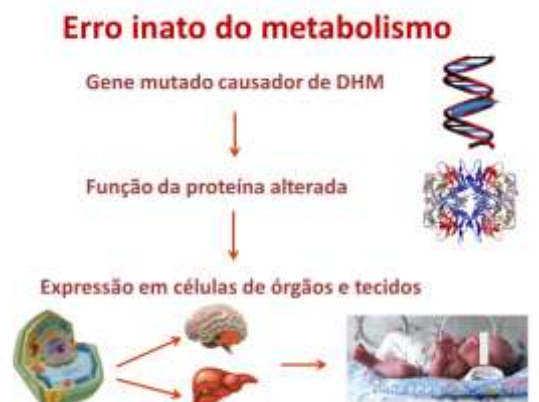 Erro inato do metabolismo
Gene mutado causador de DHM
Função da proteína alterada
Expressão em células de órgãos e tecidos